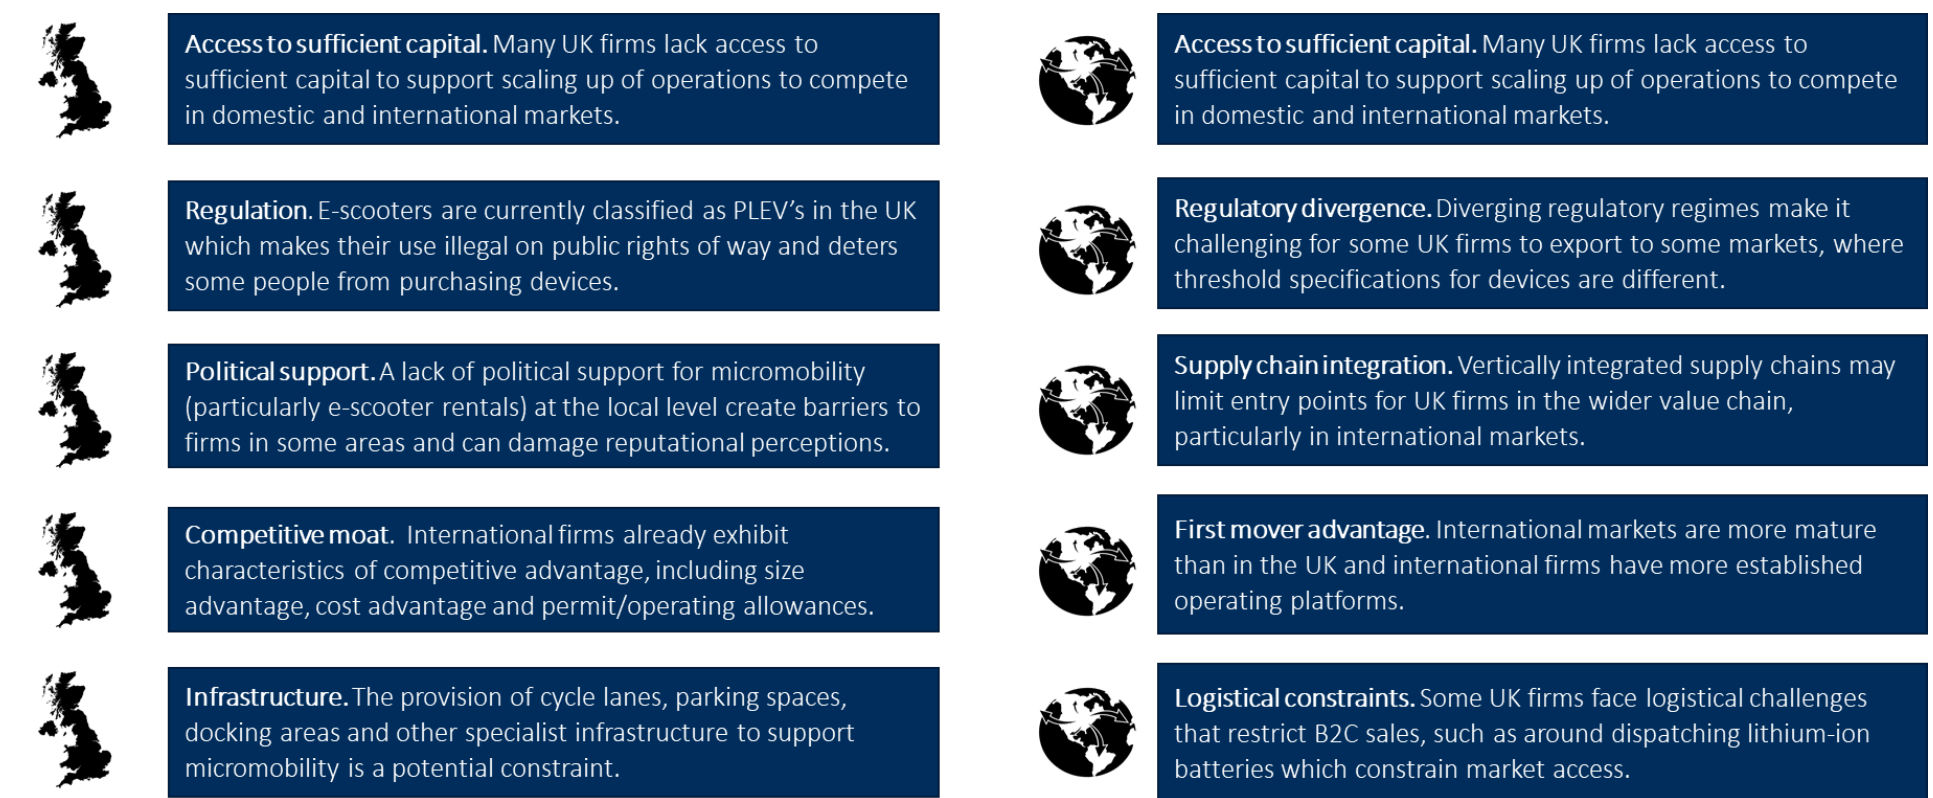 Access to sufficient capital. Many UK firms lack access to
sufficient capital to support scaling up of operations to compete
in domestic and international markets.
Regulation. E-scooters are currently classified as PLEV's in the UK
which makes their use illegal on public rights of way and deters
some people from purchasing devices.
Political support. A lack of political support for micromobility
(particularly e-scooter rentals) at the local level create barriers to
firms in some areas and can damage reputational perceptions.
Competitive moat. International firms already exhibit
characteristics of competitive advantage, including size
advantage, cost advantage and permit/operating allowances.
Infrastructure. The provision of cycle lanes, parking spaces,
docking areas and other specialist infrastructure to support
micromobility is a potential constraint.
Access to sufficient capital. Many UK firms lack access to
sufficient capital to support scaling up of operations to compete
in domestic and international markets.
Regulatory divergence. Diverging regulatory regimes make it
challenging for some UK firms to export to some markets, where
threshold specifications for devices are different.
Supply chain integration. Vertically integrated supply chains may
limit entry points for UK firms in the wider value chain,
particularly in international markets.
First mover advantage. International markets are more mature
than in the UK and international firms have more established
operating platforms.
Logistical constraints. Some UK firms face logistical challenges
that restrict B2C sales, such as around dispatching lithium-ion
batteries which constrain market access.